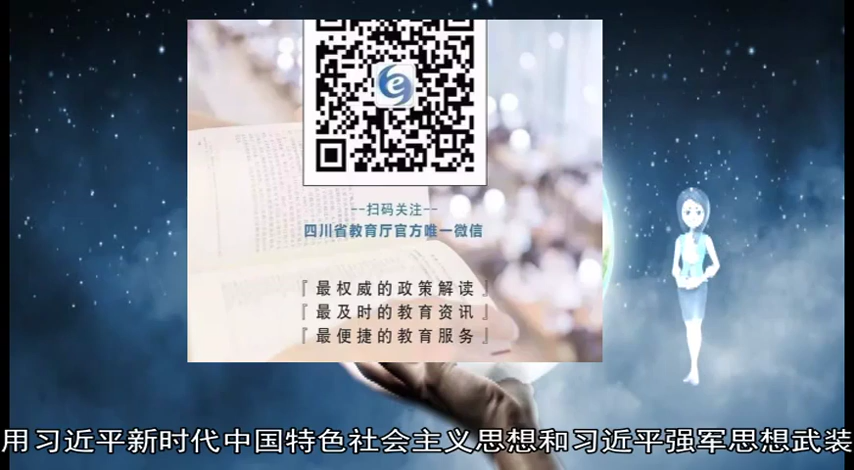 --扫码关注--
四川省教育厅官方唯一微信
『 最权威的政策解读 』
『 最及时的教育资讯 』
『 最便捷的教育服务 』
用习近平新时代中国特色社会主义思想和习近平强军思想武装